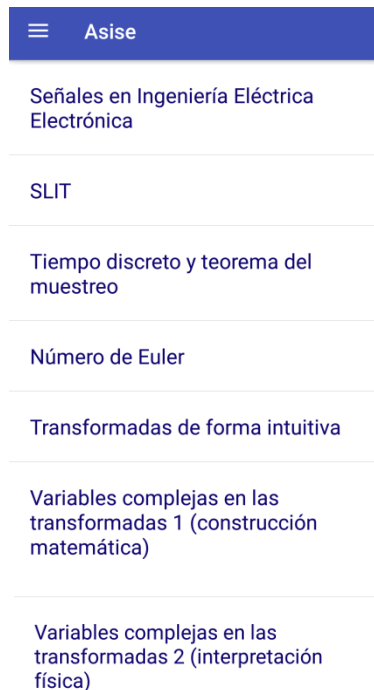 Asise
Señales en Ingeniería Eléctrica
Electrónica
SLIT
Tiempo discreto y teorema del
muestreo
Número de Euler
Transformadas de forma intuitiva
Variables complejas en las
transformadas 1 (construcción
matemática)
Variables complejas en las
transformadas 2 (interpretación
física)